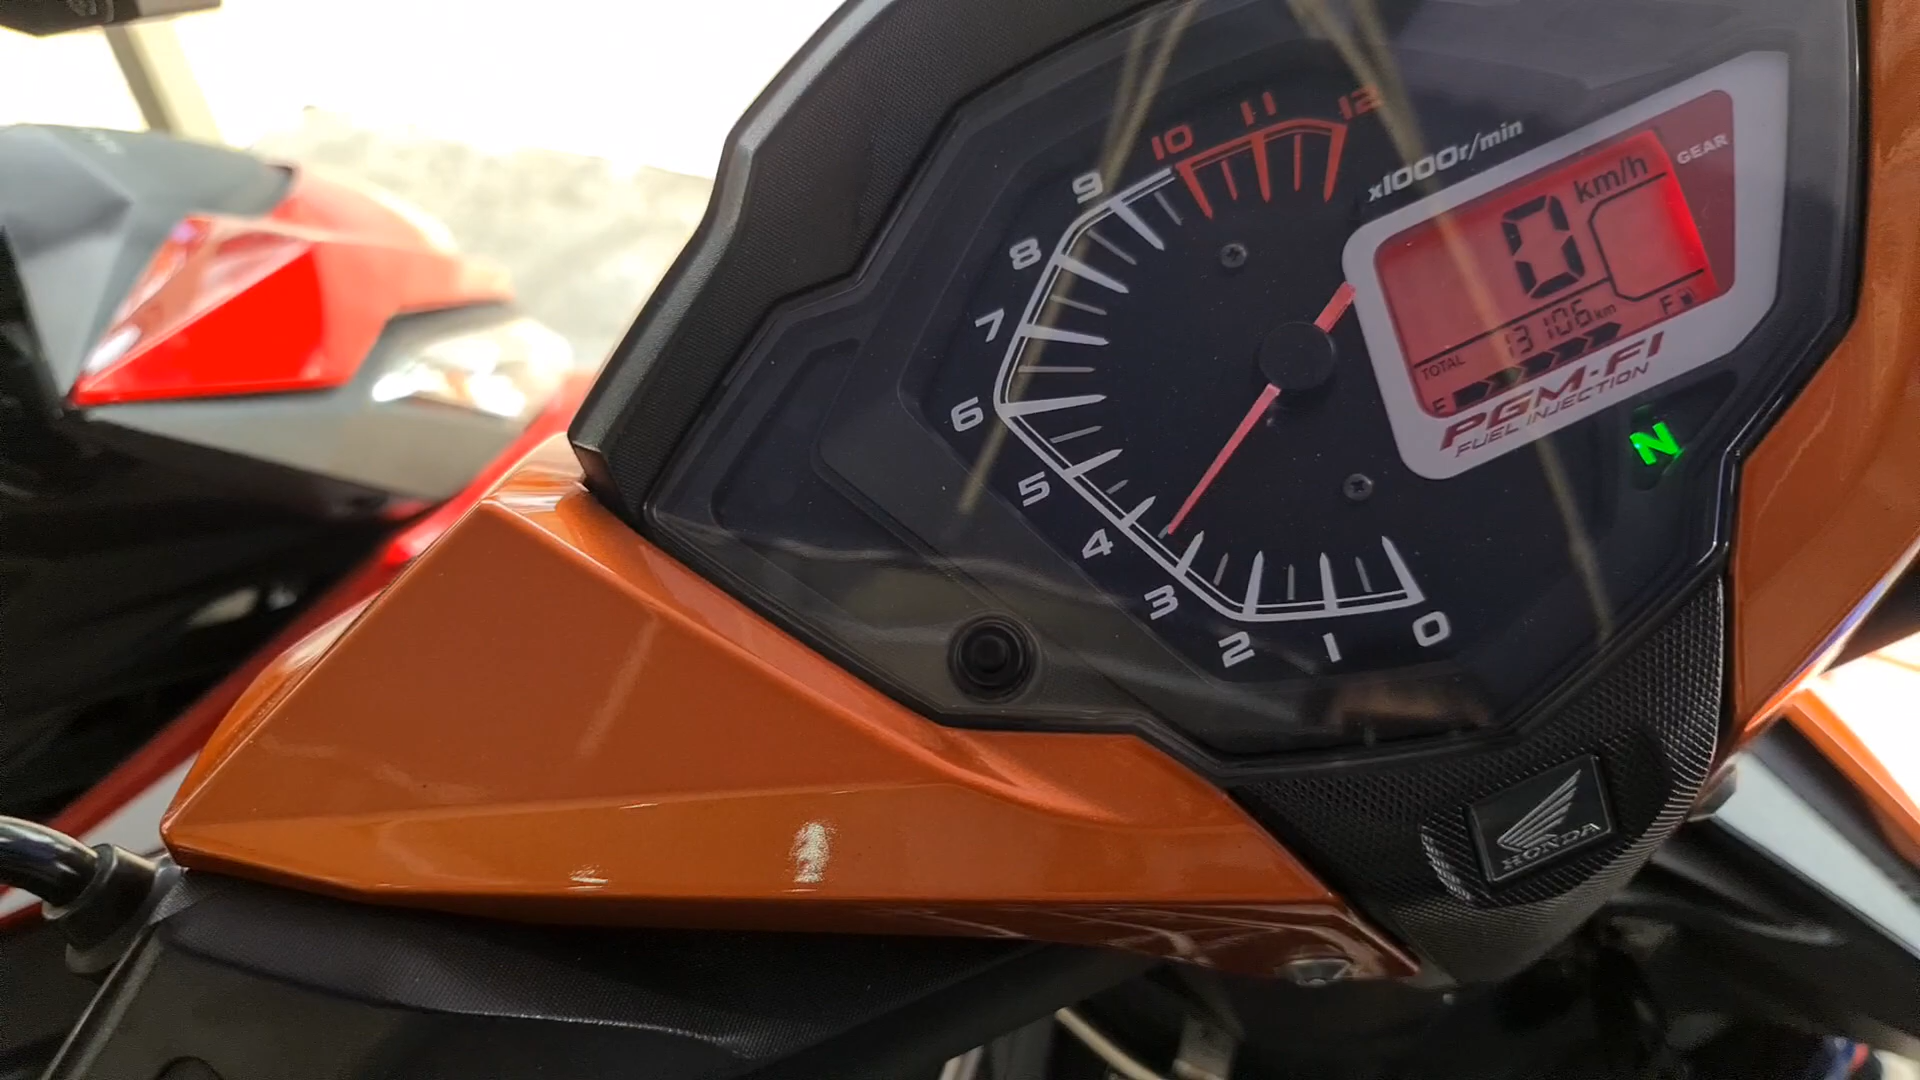 0
1
2
3
4
5
6
7
8
9
10
11
12
x1000r/min
GEAR
0 km/h
TOTAL 13106 km
E F
PGM-FI
FUEL INJECTION
N
HONDA